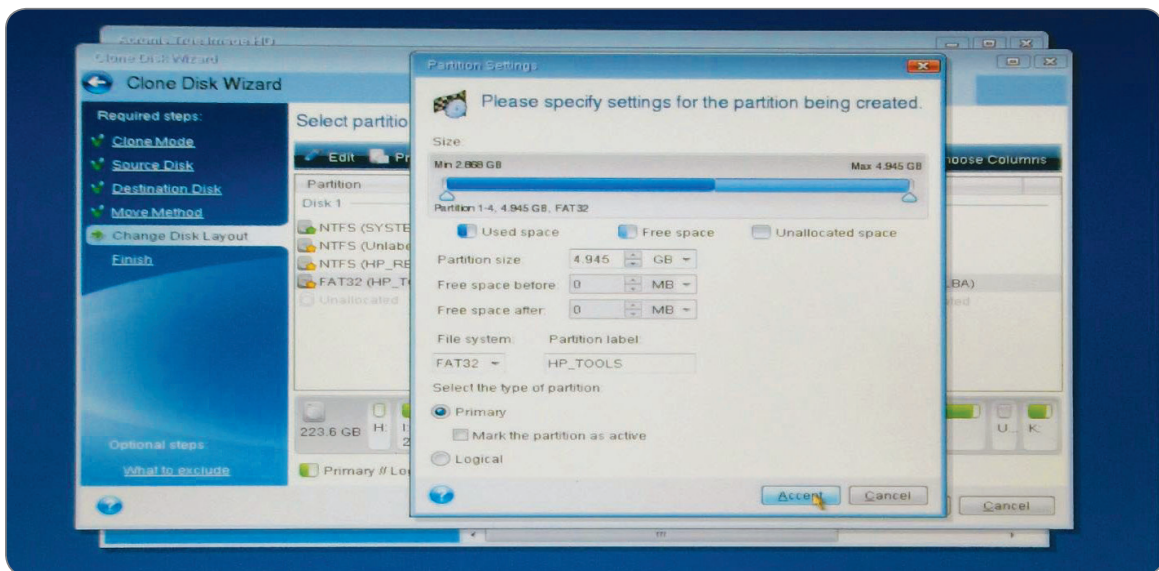 Acronis True Image HD
Clone Disk Wizard
Clone Disk Wizard
Required steps:
Clone Mode
Source Disk
Destination Disk
Move Method
Change Disk Layout
Finish
Optional steps:
What to exclude
Select partitio
Edit Pr
oose Columns
Partition
Disk 1
NTFS (SYSTE
NTFS (Unlabe
NTFS (HP_RE
FAT32 (HP_T
BA)
Unallocated
ted
223.6 GB H: I:
2
U... K:
Primary // Lo
Cancel
Partition Settings
Please specify settings for the partition being created.
Size:
Min 2.868 GB Max 4.945 GB
Partition 1-4, 4.945 GB, FAT32
Used space Free space Unallocated space
Partition size 4.945 GB
Free space before: 0 MB
Free space after: 0 MB
File system: Partition label:
FAT32 HP_TOOLS
Select the type of partition:
Primary
Mark the partition as active
Logical
Accept Cancel